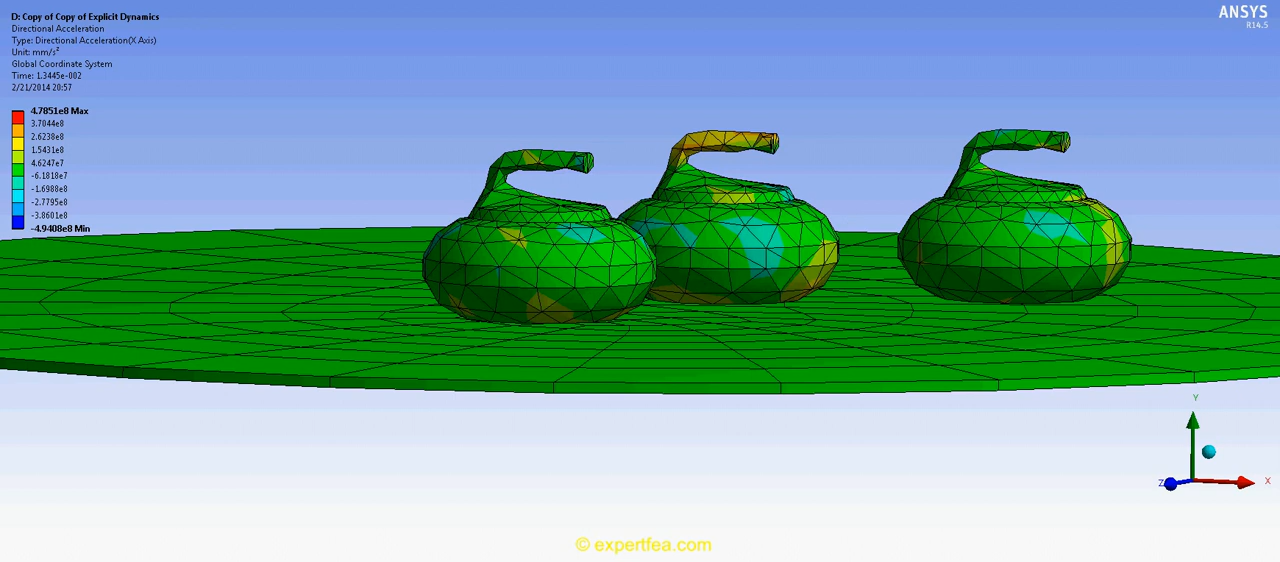 D: Copy of Copy of Explicit Dynamics
Directional Acceleration
Type: Directional Acceleration(X Axis)
Unit: mm/s²
Global Coordinate System
Time: 1.3445e-002
2/21/2014 20:57
4.7851e8 Max
3.7044e8
2.6238e8
1.5431e8
4.6247e7
-6.1818e7
-1.6988e8
-2.7795e8
-3.8601e8
-4.9408e8 Min
ANSYS
R14.5
Y
Z
X
© expertfea.com